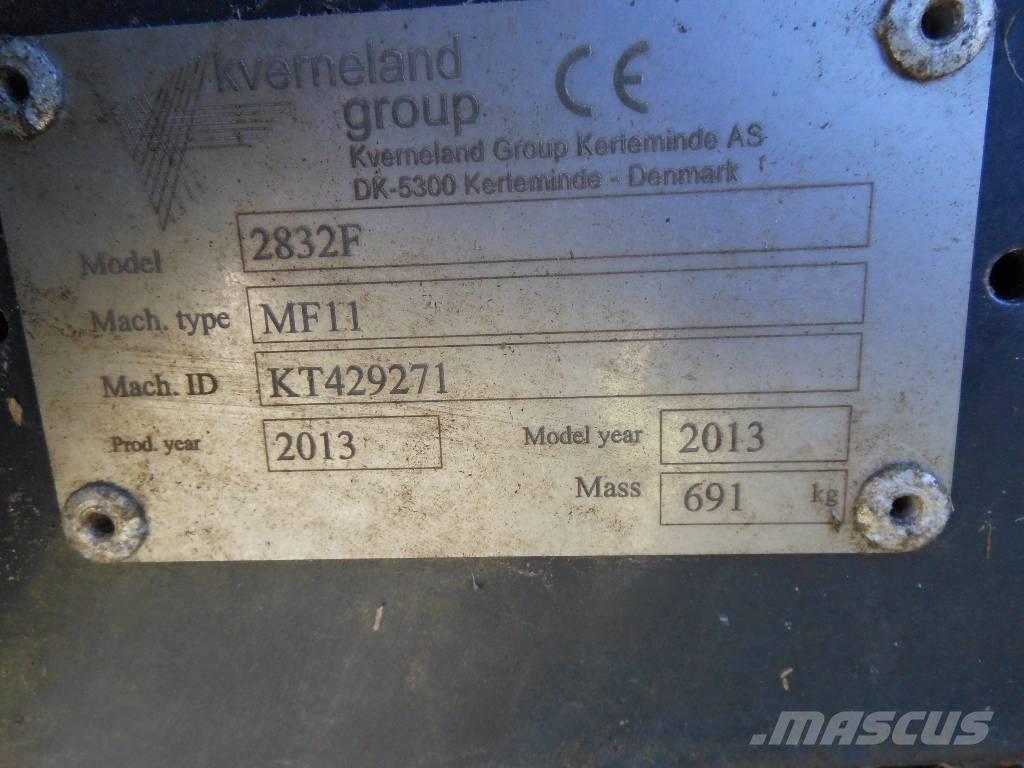 kverneland
group
CE
Kverneland Group Kerteminde AS
DK-5300 Kerteminde - Denmark
Model 2832F
Mach. type MF11
Mach. ID KT429271
Prod. year 2013 Model year 2013
Mass 691 kg
.MASCUS